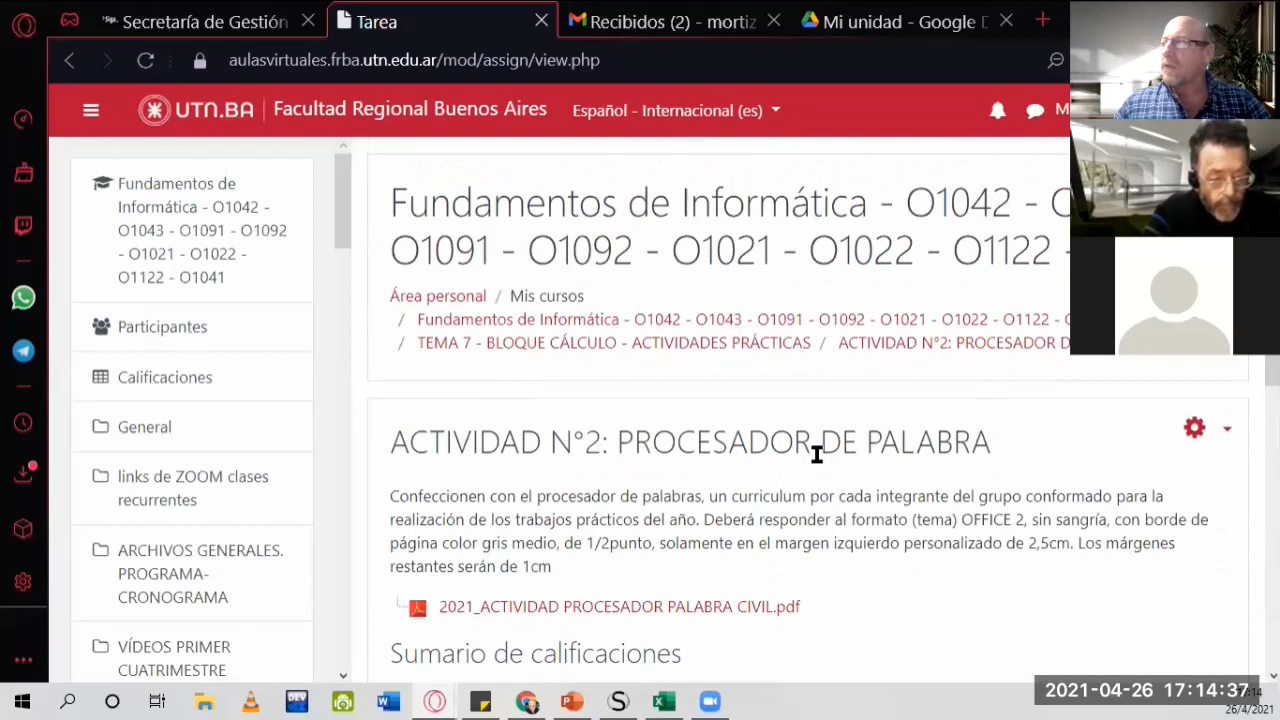 Secretaría de Gestión
Tarea
Recibidos (2) - mortiz
Mi unidad - Google
aulasvirtuales.frba.utn.edu.ar/mod/assign/view.php
UTN.BA
Facultad Regional Buenos Aires
Español - Internacional (es)
M
Fundamentos de
Informática - O1042 -
O1043 - O1091 - O1092
- O1021 - O1022 -
O1122 - O1041
Participantes
Calificaciones
General
links de ZOOM clases
recurrentes
ARCHIVOS GENERALES.
PROGRAMA-
CRONOGRAMA
VÍDEOS PRIMER
CUATRIMESTRE
Fundamentos de Informática - O1042 -
O1091 - O1092 - O1021 - O1022 - O1122 -
Área personal / Mis cursos
/ Fundamentos de Informática - O1042 - O1043 - O1091 - O1092 - O1021 - O1022 - O1122 -
/ TEMA 7 - BLOQUE CÁLCULO - ACTIVIDADES PRÁCTICAS / ACTIVIDAD N°2: PROCESADOR
ACTIVIDAD N°2: PROCESADOR DE PALABRA
Confeccionen con el procesador de palabras, un curriculum por cada integrante del grupo conformado para la
realización de los trabajos prácticos del año. Deberá responder al formato (tema) OFFICE 2, sin sangría, con borde de
página color gris medio, de 1/2punto, solamente en el margen izquierdo personalizado de 2,5cm. Los márgenes
restantes serán de 1cm
2021_ACTIVIDAD PROCESADOR PALABRA CIVIL.pdf
Sumario de calificaciones
DEV
2021-04-26 17:14:37
26/4/2021